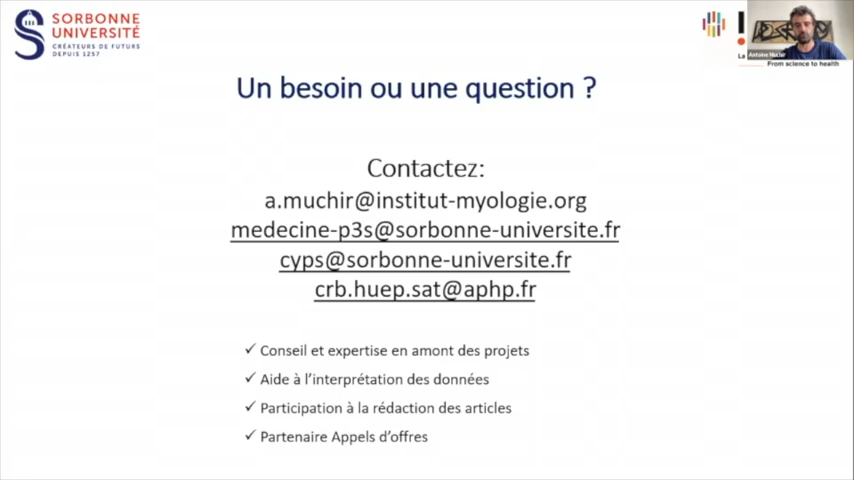 SORBONNE
UNIVERSITÉ
CRÉATEURS DE FUTURS
DEPUIS 1257
Antoine Muchir
From science to health
Un besoin ou une question ?
Contactez:
a.muchir@institut-myologie.org
medecine-p3s@sorbonne-universite.fr
cyps@sorbonne-universite.fr
crb.huep.sat@aphp.fr
✓ Conseil et expertise en amont des projets
✓ Aide à l’interprétation des données
✓ Participation à la rédaction des articles
✓ Partenaire Appels d’offres